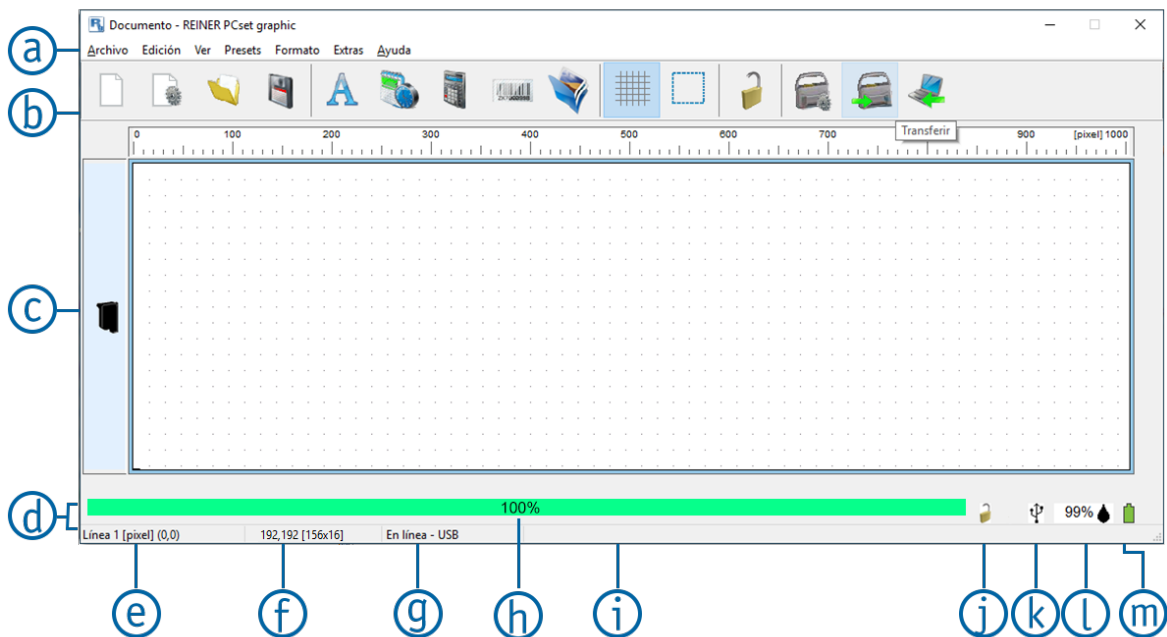 Documento - REINER PCset graphic
Archivo Edición Ver Presets Formato Extras Ayuda
a
b
Transferir
0 100 200 300 400 500 600 700 900 [pixel] 1000
c
d
100%
99%
Línea 1 [pixel] (0,0) 192,192 [156x16] En línea - USB
e f g h i j k l m